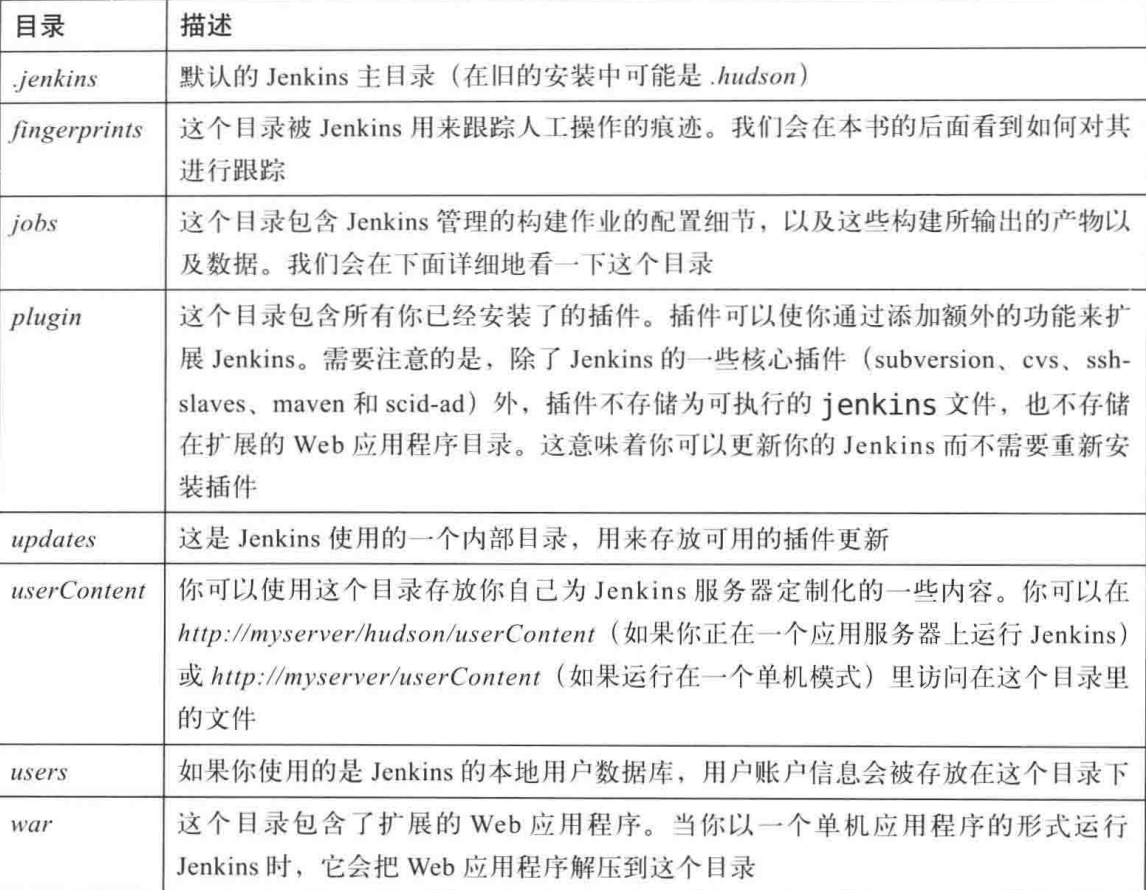 目录 描述
.jenkins 默认的 Jenkins 主目录（在旧的安装中可能是 .hudson）
fingerprints 这个目录被 Jenkins 用来跟踪人工操作的痕迹。我们会在本书的后面看到如何对其
进行跟踪
jobs 这个目录包含 Jenkins 管理的构建作业的配置细节，以及这些构建所输出的产物以
及数据。我们会在下面详细地看一下这个目录
plugin 这个目录包含所有你已经安装了的插件。插件可以使你通过添加额外的功能来扩
展 Jenkins。需要注意的是，除了 Jenkins 的一些核心插件（subversion、cvs、ssh-
slaves、maven 和 scid-ad）外，插件不存储为可执行的 jenkins 文件，也不存储
在扩展的 Web 应用程序目录。这意味着你可以更新你的 Jenkins 而不需要重新安
装插件
updates 这是 Jenkins 使用的一个内部目录，用来存放可用的插件更新
userContent 你可以使用这个目录存放你自己为 Jenkins 服务器定制化的一些内容。你可以在
http://myserver/hudson/userContent（如果你正在一个应用服务器上运行 Jenkins）
或 http://myserver/userContent（如果运行在一个单机模式）里访问在这个目录里
的文件
users 如果你使用的是 Jenkins 的本地用户数据库，用户账户信息会被存放在这个目录下
war 这个目录包含了扩展的 Web 应用程序。当你以一个单机应用程序的形式运行
Jenkins 时，它会把 Web 应用程序解压到这个目录